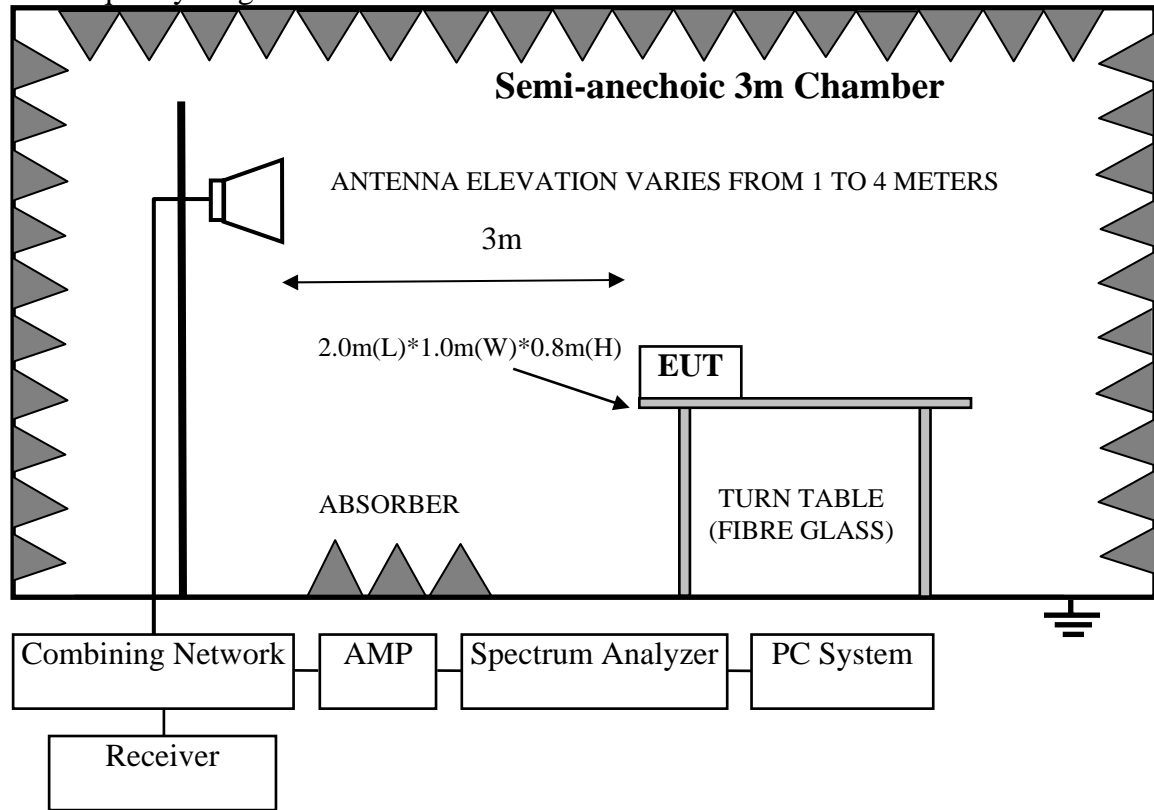 Semi-anechoic 3m Chamber
ANTENNA ELEVATION VARIES FROM 1 TO 4 METERS
3m
2.0m(L)*1.0m(W)*0.8m(H)
EUT
ABSORBER
TURN TABLE
(FIBRE GLASS)
Combining Network
AMP
Spectrum Analyzer
PC System
Receiver